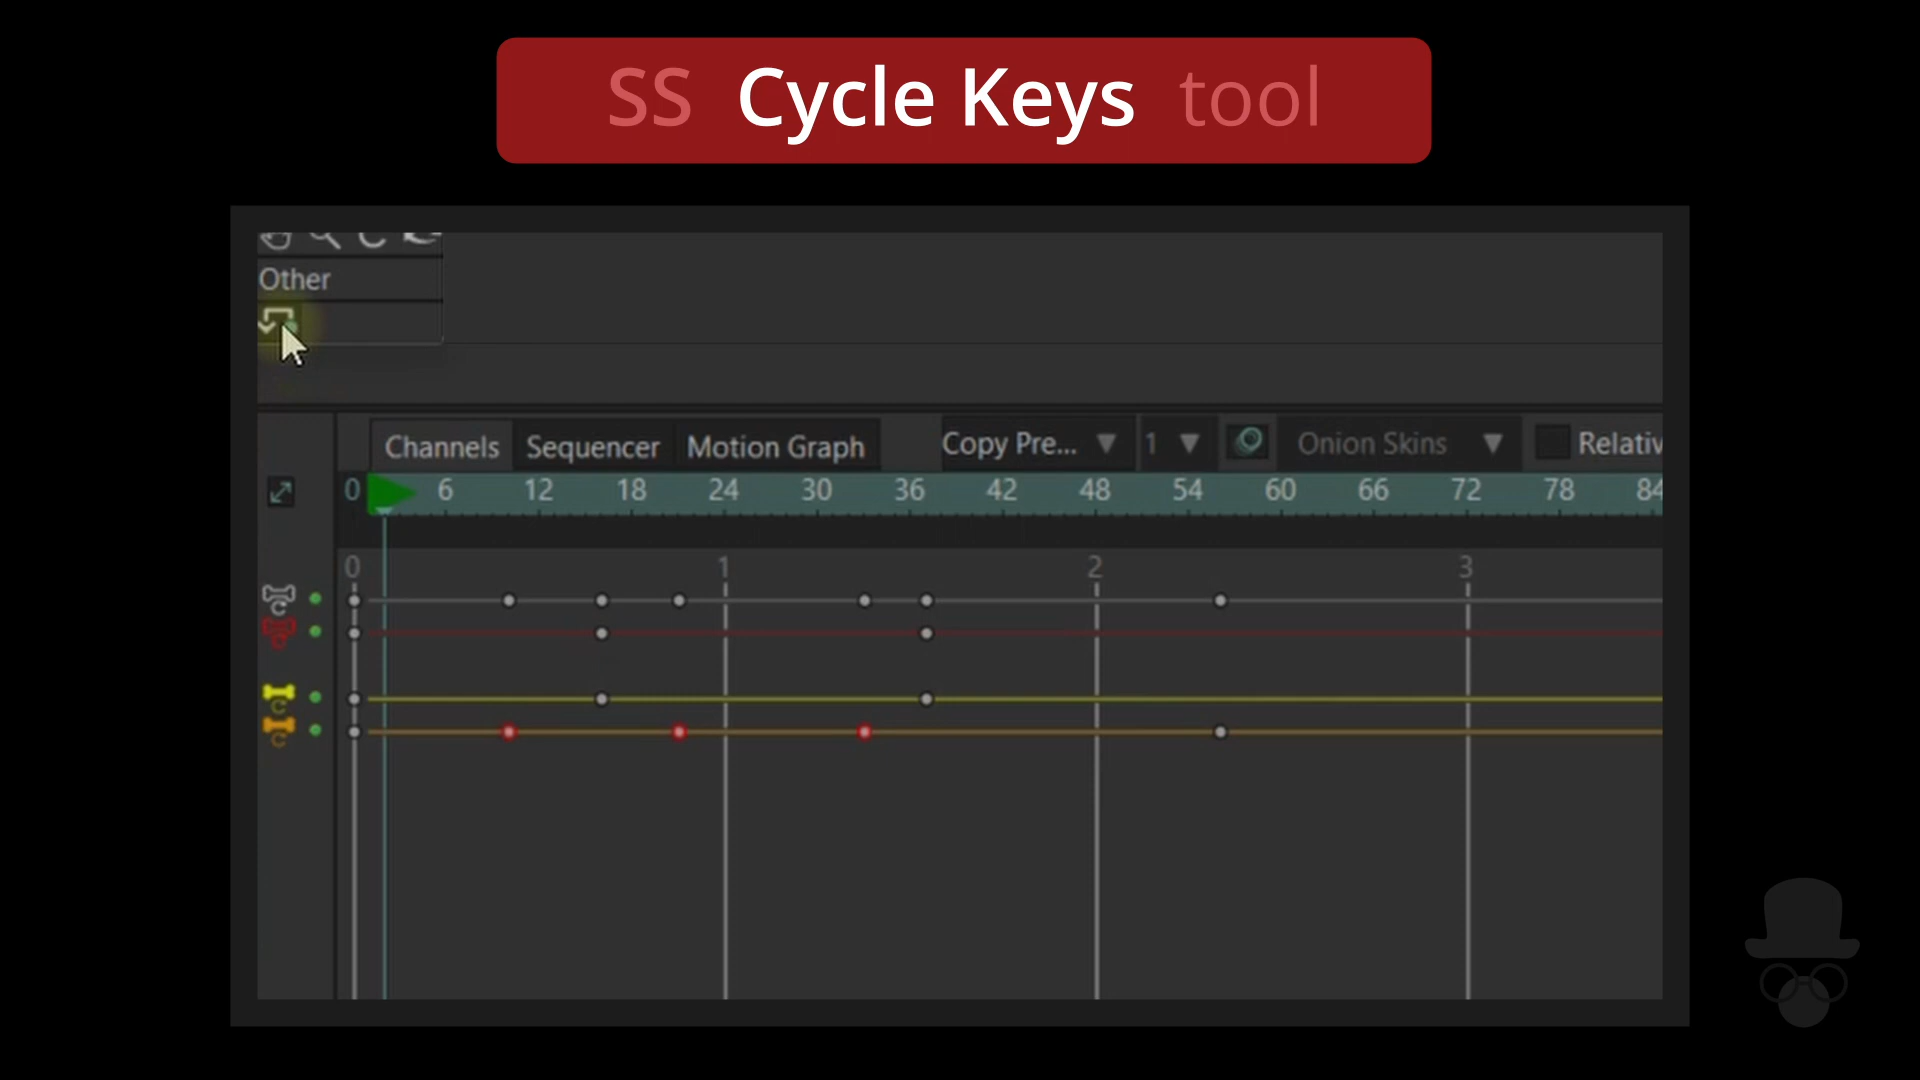 SS Cycle Keys tool
Other
Channels Sequencer Motion Graph Copy Pre... 1 Onion Skins Relativ
0 6 12 18 24 30 36 42 48 54 60 66 72 78 84
0 1 2 3